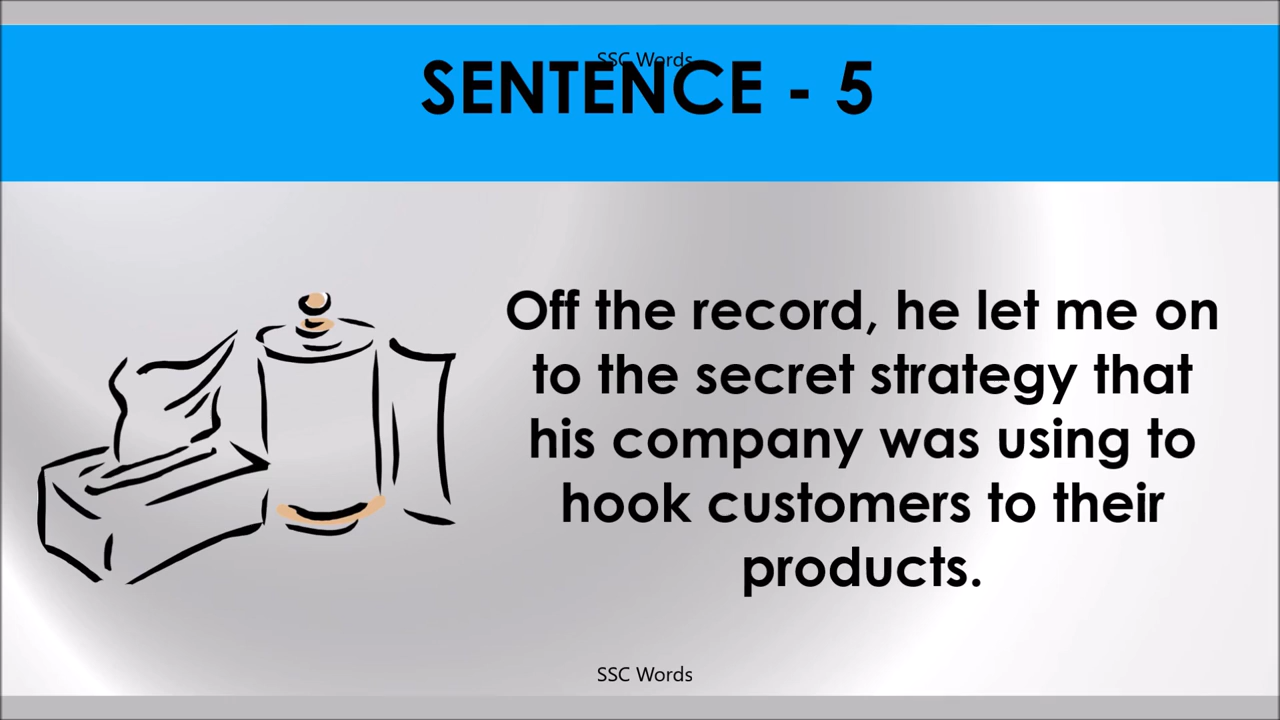 SSC Words
SENTENCE - 5
Off the record, he let me on
to the secret strategy that
his company was using to
hook customers to their
products.
SSC Words